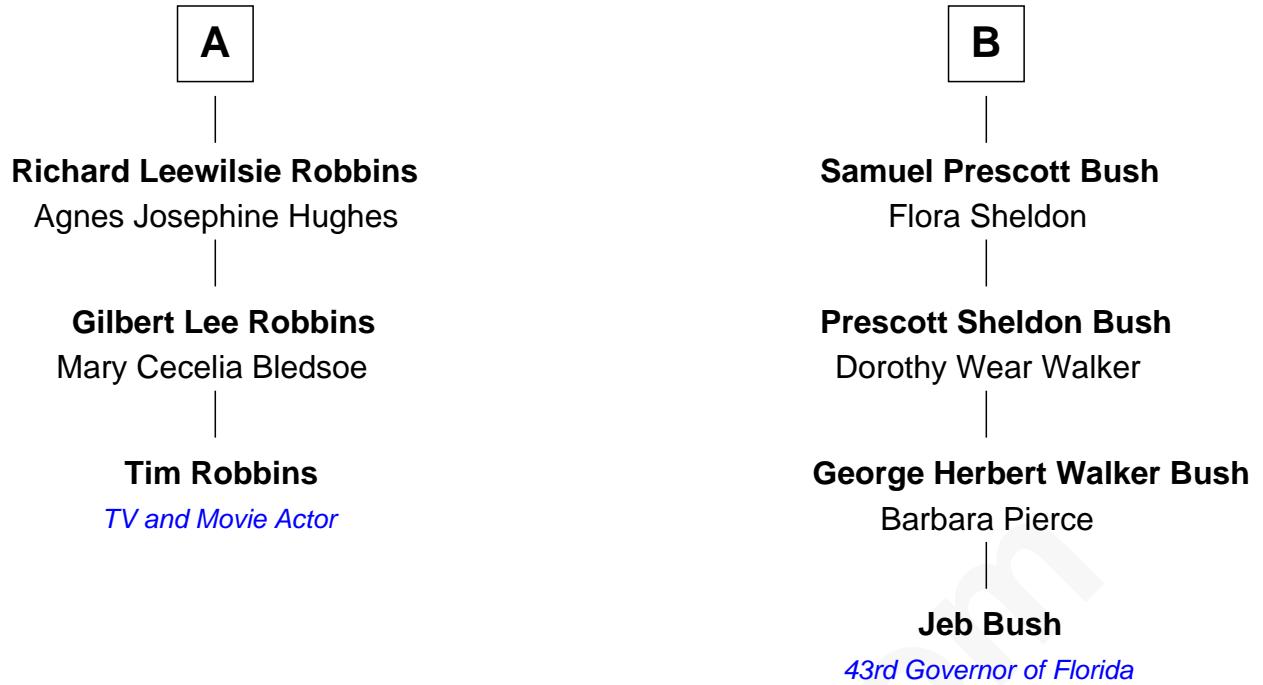 A
Richard Leewilsie Robbins
Agnes Josephine Hughes
Gilbert Lee Robbins
Mary Cecelia Bledsoe
Tim Robbins
TV and Movie Actor
B
Samuel Prescott Bush
Flora Sheldon
Prescott Sheldon Bush
Dorothy Wear Walker
George Herbert Walker Bush
Barbara Pierce
Jeb Bush
43rd Governor of Florida